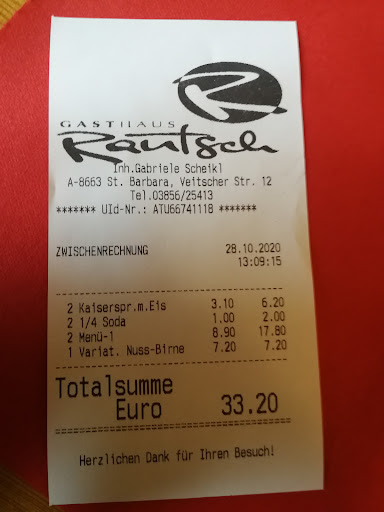 R
GASTHAUS
Rautsch
Inh.Gabriele Scheikl
A-8663 St. Barbara, Veitscher Str. 12
Tel.03856/25413
******* UId-Nr.: ATU66741118 *******
ZWISCHENRECHNUNG 28.10.2020
13:09:15
2 Kaiserspr.m.Eis 3.10 6.20
2 1/4 Soda 1.00 2.00
2 Menü-1 8.90 17.80
1 Variat. Nuss-Birne 7.20 7.20
Totalsumme
Euro 33.20
Herzlichen Dank für Ihren Besuch!